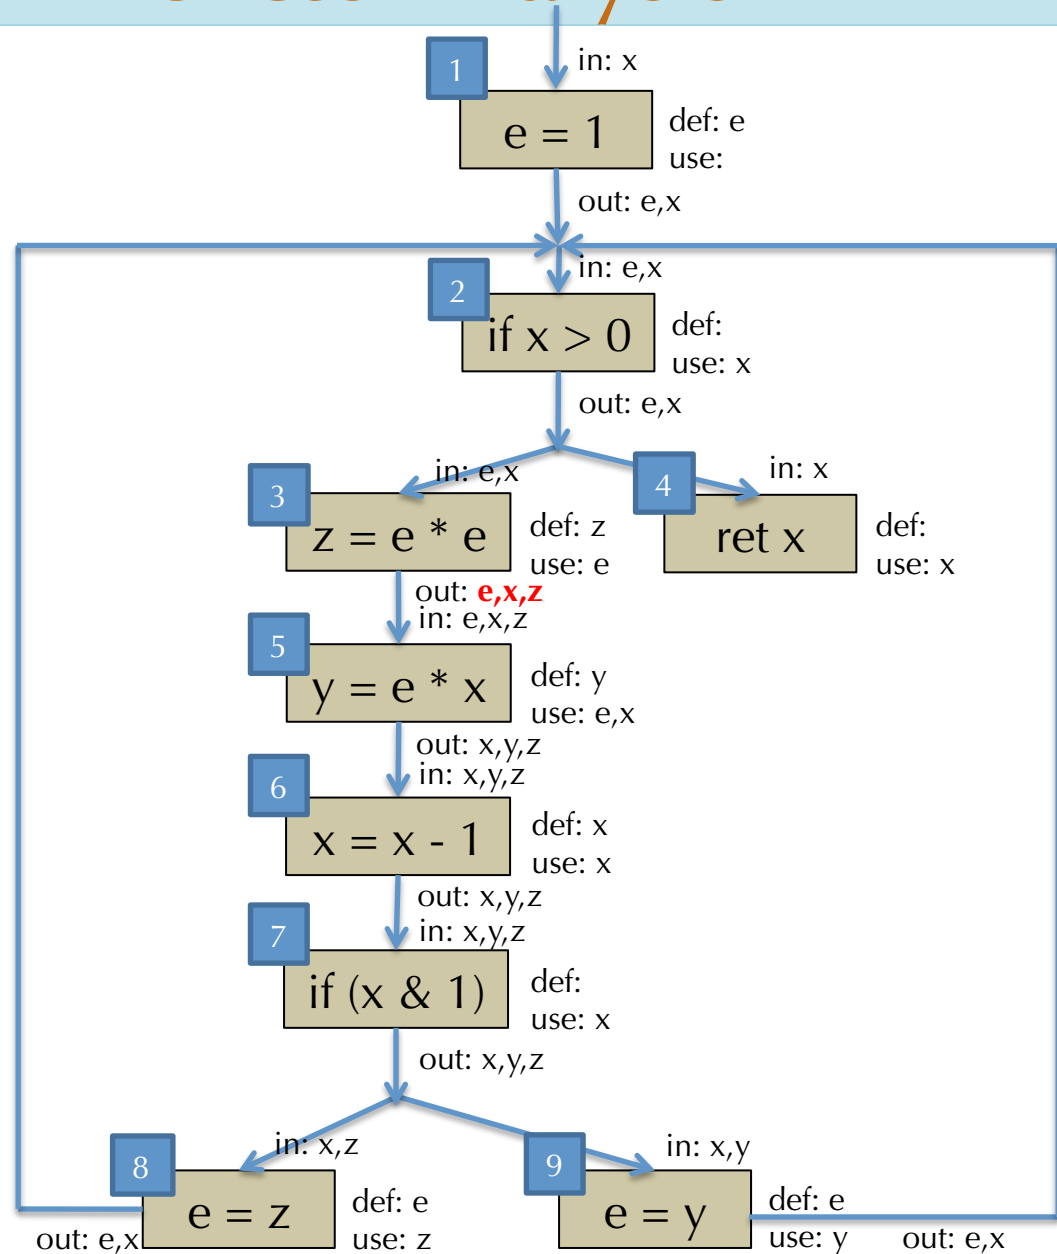 1
in: x
e = 1
def: e
use:
out: e,x
in: e,x
2
if x > 0
def:
use: x
out: e,x
in: e,x
in: x
3
z = e * e
def: z
use: e
4
ret x
def:
use: x
out: e,x,z
in: e,x,z
5
y = e * x
def: y
use: e,x
out: x,y,z
in: x,y,z
6
x = x - 1
def: x
use: x
out: x,y,z
in: x,y,z
7
if (x & 1)
def:
use: x
out: x,y,z
in: x,z
in: x,y
8
e = z
def: e
use: z
out: e,x
9
e = y
def: e
use: y
out: e,x